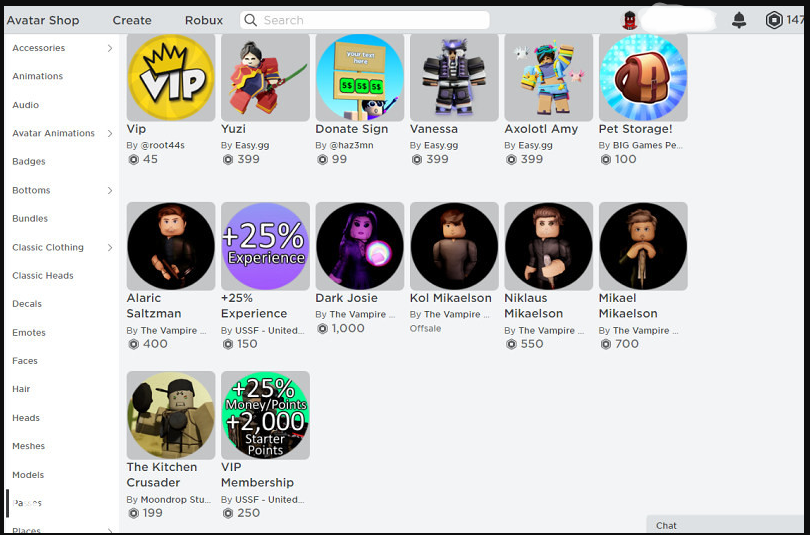 Avatar Shop Create Robux Search 147
Accessories
Animations
Audio
Avatar Animations
Badges
Bottoms
Bundles
Classic Clothing
Classic Heads
Decals
Emotes
Faces
Hair
Heads
Meshes
Models
Places
VIP
your text
here
5$ 5$ 5$
Vip
By @root44s
45
Yuzi
By Easy.gg
399
Donate Sign
By @haz3mn
99
Vanessa
By Easy.gg
399
Axolotl Amy
By Easy.gg
399
Pet Storage!
By BIG Games Pe...
100
Alaric
Saltzman
By The Vampire ...
400
+25%
Experience
+25%
Experience
By USSF - United...
150
Dark Josie
By The Vampire ...
1,000
Kol Mikaelson
By The Vampire ...
Offsale
Niklaus
Mikaelson
By The Vampire ...
550
Mikael
Mikaelson
By The Vampire ...
700
The Kitchen
Crusader
By Moondrop Stu...
199
+25%
Money/Points
+2,000
Starter
Points
VIP
Membership
By USSF - United...
250
Chat